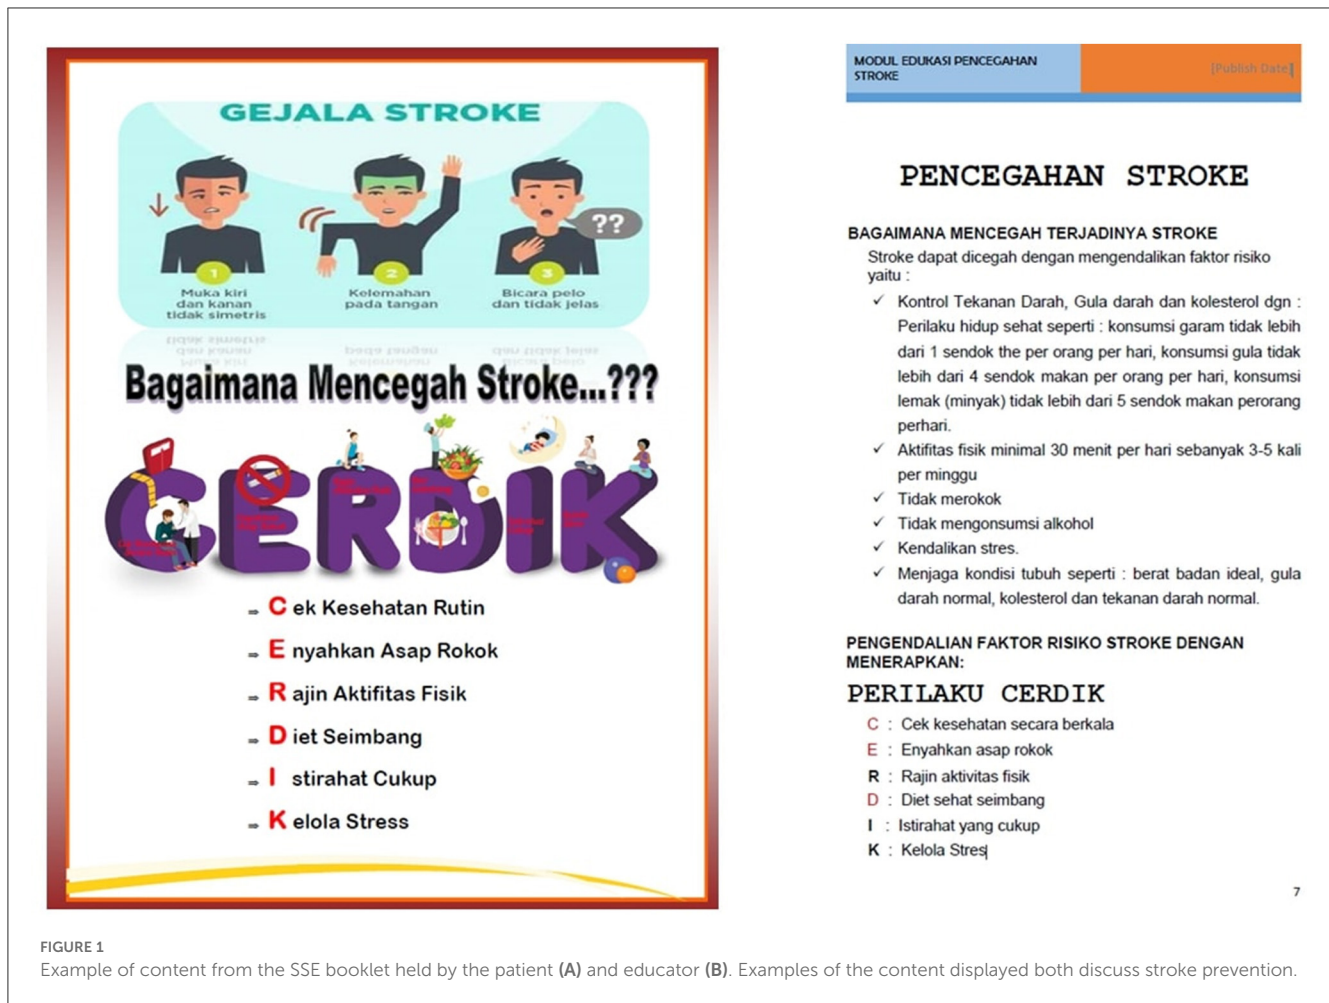 GEJALA STROKE
??
1
2
3
Muka kiri
dan kanan
tidak simetris
Kelemahan
pada tangan
Bicara pelo
dan tidak jelas
Bagaimana Mencegah Stroke...???
CERDIK
⇒ C ek Kesehatan Rutin
⇒ E nyahkan Asap Rokok
⇒ R ajin Aktifitas Fisik
⇒ D iet Seimbang
⇒ I stirahat Cukup
⇒ K elola Stress
MODUL EDUKASI PENCEGAHAN
STROKE
[Publish Date]
PENCEGAHAN STROKE
BAGAIMANA MENCEGAH TERJADINYA STROKE
Stroke dapat dicegah dengan mengendalikan faktor risiko
yaitu :
✓ Kontrol Tekanan Darah, Gula darah dan kolesterol dgn :
Perilaku hidup sehat seperti : konsumsi garam tidak lebih
dari 1 sendok the per orang per hari, konsumsi gula tidak
lebih dari 4 sendok makan per orang per hari, konsumsi
lemak (minyak) tidak lebih dari 5 sendok makan perorang
perhari.
✓ Aktifitas fisik minimal 30 menit per hari sebanyak 3-5 kali
per minggu
✓ Tidak merokok
✓ Tidak mengonsumsi alkohol
✓ Kendalikan stres.
✓ Menjaga kondisi tubuh seperti : berat badan ideal, gula
darah normal, kolesterol dan tekanan darah normal.
PENGENDALIAN FAKTOR RISIKO STROKE DENGAN
MENERAPKAN:
PERILAKU CERDIK
C : Cek kesehatan secara berkala
E : Enyahkan asap rokok
R : Rajin aktivitas fisik
D : Diet sehat seimbang
I : Istirahat yang cukup
K : Kelola Stres
7
FIGURE 1
Example of content from the SSE booklet held by the patient (A) and educator (B). Examples of the content displayed both discuss stroke prevention.